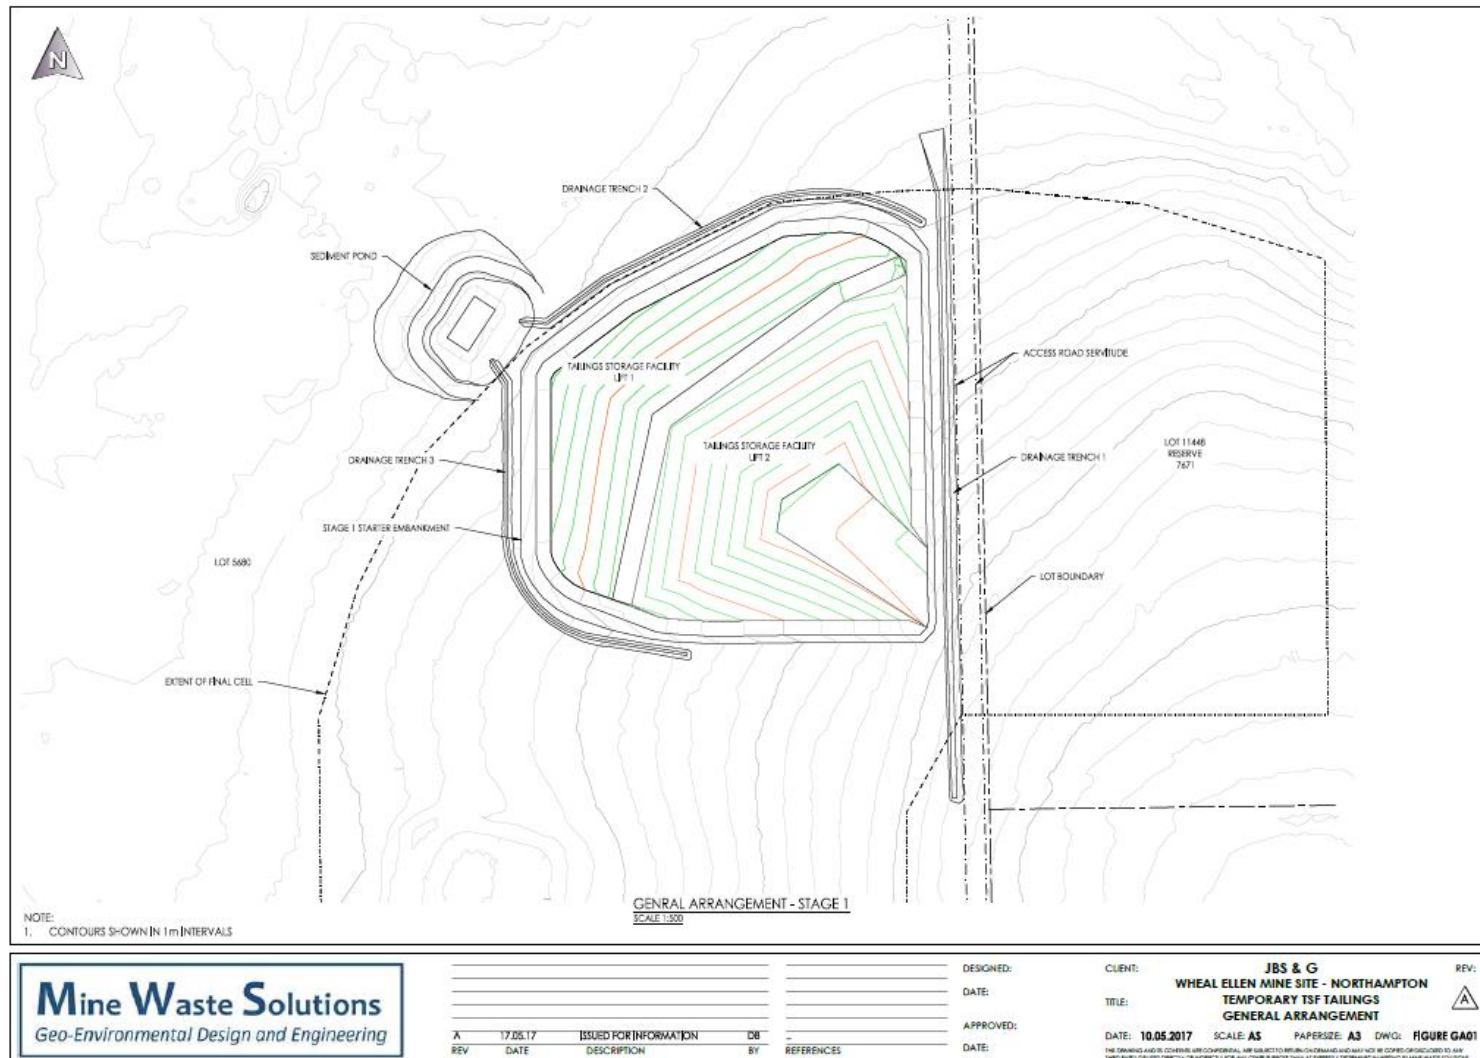 N
DRAINAGE TRENCH 2
SEDIMENT POND
ACCESS ROAD SERVITUDE
TAILINGS STORAGE FACILITY
LIFT 1
TAILINGS STORAGE FACILITY
LIFT 2
LOT 11448
RESERVE
7671
DRAINAGE TRENCH 3
DRAINAGE TRENCH 1
STAGE 1 STARTER EMBANKMENT
LOT 5680
LOT BOUNDARY
EXTENT OF FINAL CELL
GENRAL ARRANGEMENT - STAGE 1
SCALE 1:500
NOTE:
1. CONTOURS SHOWN IN 1m INTERVALS
Mine Waste Solutions
Geo-Environmental Design and Engineering
A 17.05.17 ISSUED FOR INFORMATION DB -
REV DATE DESCRIPTION BY REFERENCES
DESIGNED:
DATE:
APPROVED:
DATE:
CLIENT: JBS & G REV:
WHEAL ELLEN MINE SITE - NORTHAMPTON
TITLE: TEMPORARY TSF TAILINGS A
GENERAL ARRANGEMENT
DATE: 10.05.2017 SCALE: AS PAPERSIZE: A3 DWG: FIGURE GA01